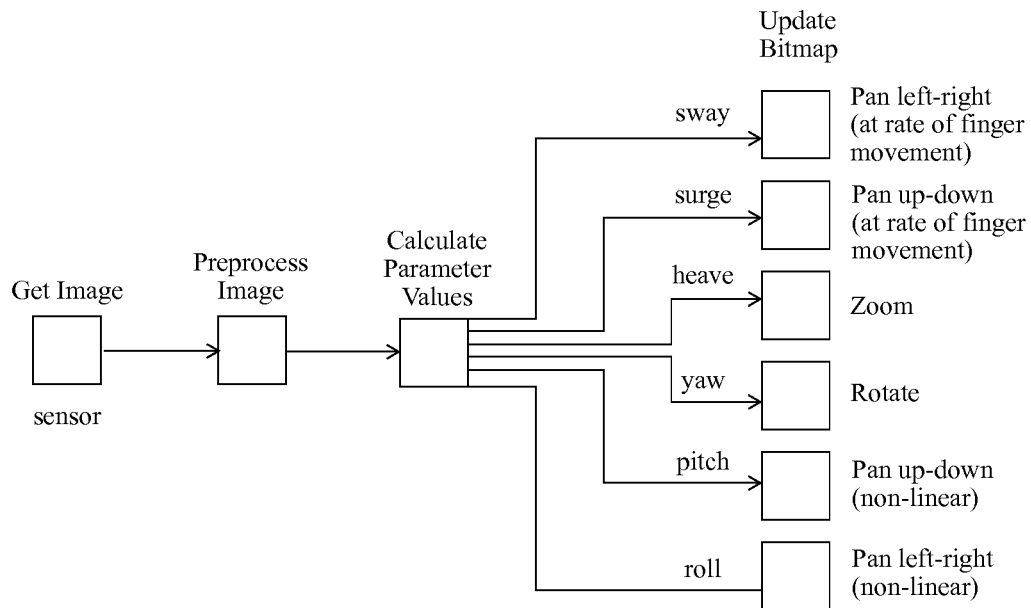 Update
Bitmap
sway
Pan left-right
(at rate of finger
movement)
surge
Pan up-down
(at rate of finger
movement)
Get Image
sensor
Preprocess
Image
Calculate
Parameter
Values
heave
Zoom
yaw
Rotate
pitch
Pan up-down
(non-linear)
roll
Pan left-right
(non-linear)